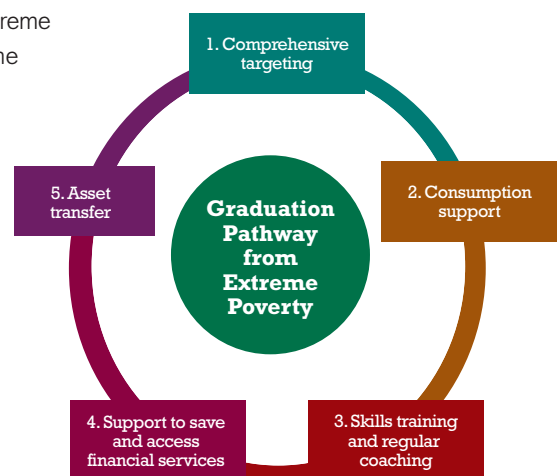 1. Comprehensive
targeting
2. Consumption
support
3. Skills training
and regular
coaching
4. Support to save
and access
financial services
5. Asset
transfer
Graduation
Pathway
from
Extreme
Poverty